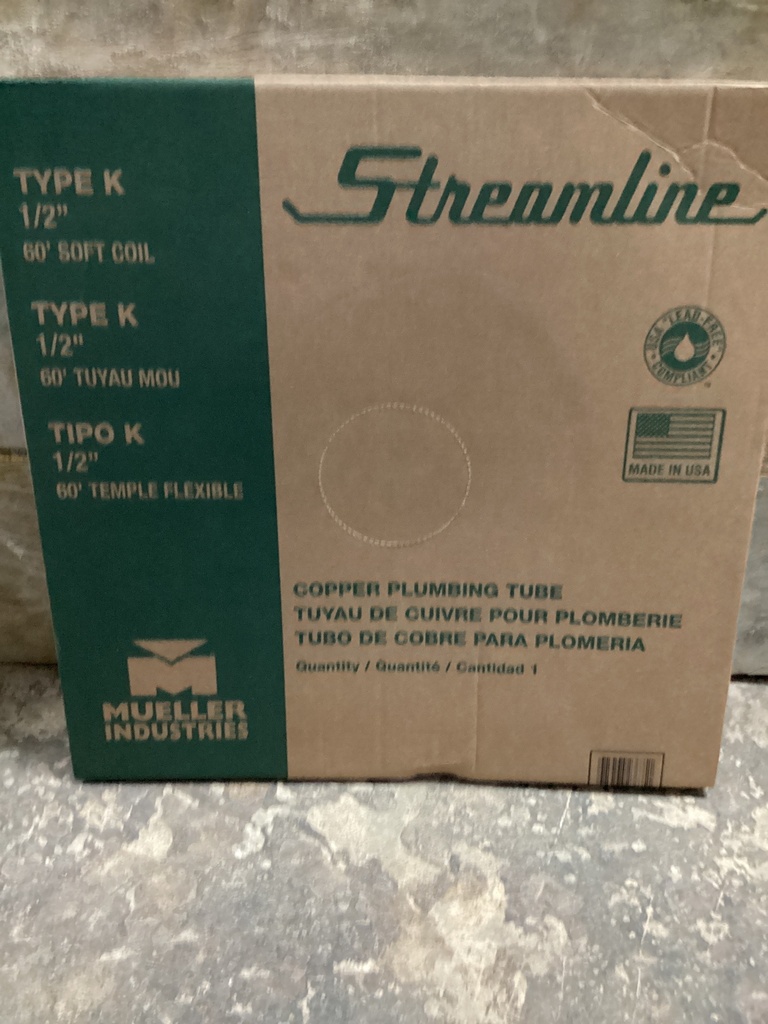 TYPE K
1/2"
60' SOFT COIL
TYPE K
1/2"
60' TUYAU MOU
TIPO K
1/2"
60' TEMPLE FLEXIBLE
MUELLER
INDUSTRIES
Streamline
USA "LEAD-FREE"
COMPLIANT
TM
MADE IN USA
COPPER PLUMBING TUBE
TUYAU DE CUIVRE POUR PLOMBERIE
TUBO DE COBRE PARA PLOMERIA
Quantity / Quantité / Cantidad 1